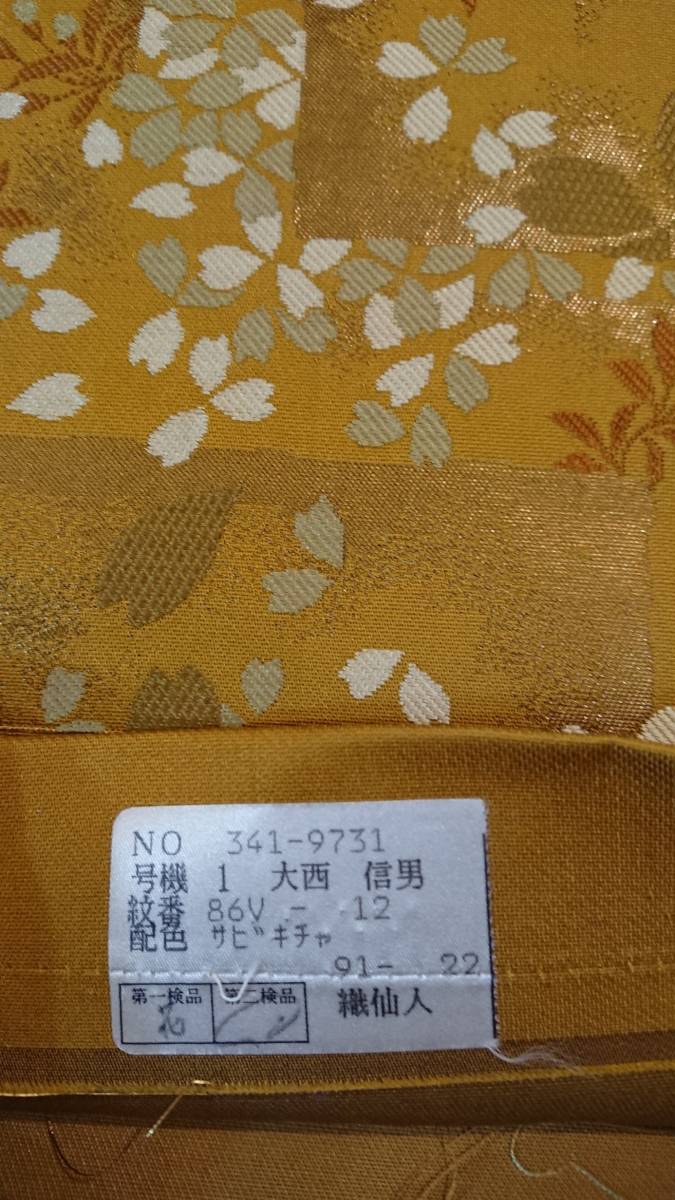 NO 341-9731
号機 1 大西 信男
紋番 86V - 12
配色 サビキチャ
91- 22
第一検品 第二検品 織仙人